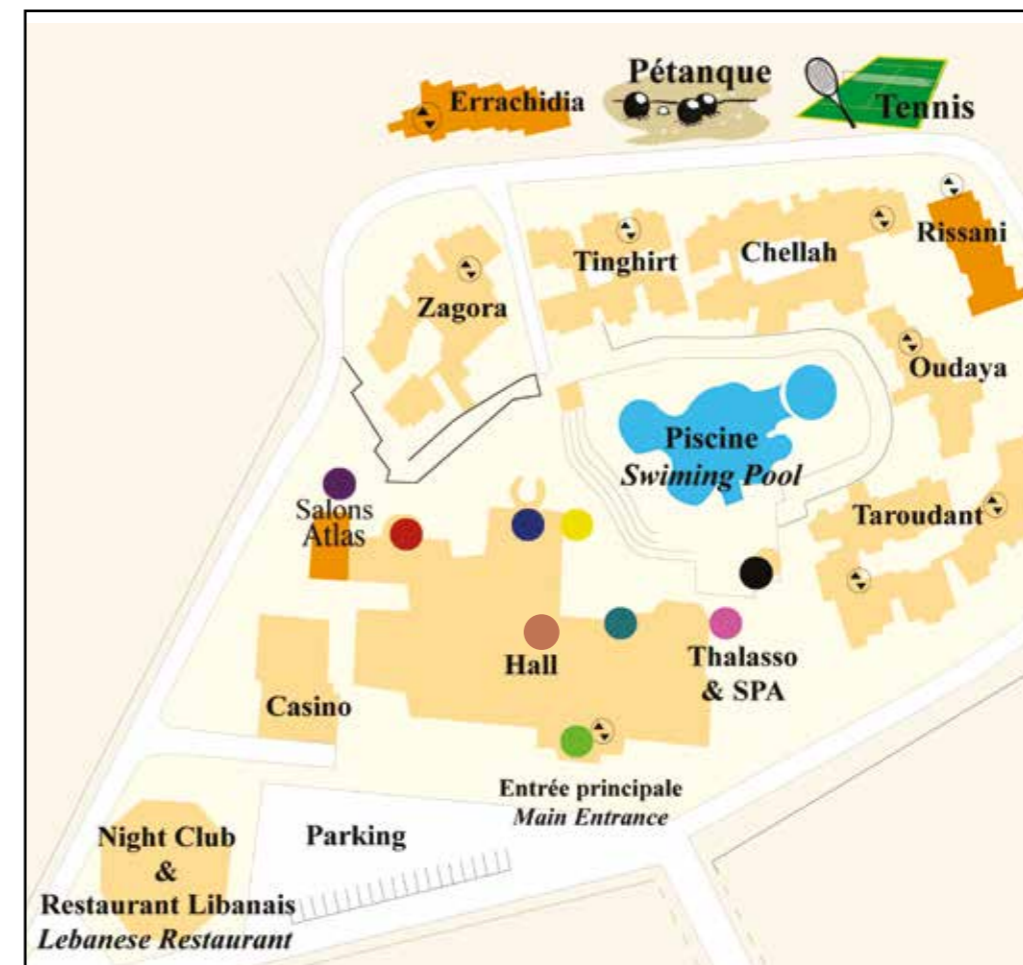 Errachidia
Pétanque
Tennis
Zagora
Tinghirt
Chellah
Rissani
Oudaya
Piscine
Swiming Pool
Taroudant
Salons
Atlas
Hall
Thalasso
& SPA
Casino
Entrée principale
Main Entrance
Parking
Night Club
&
Restaurant Libanais
Lebanese Restaurant